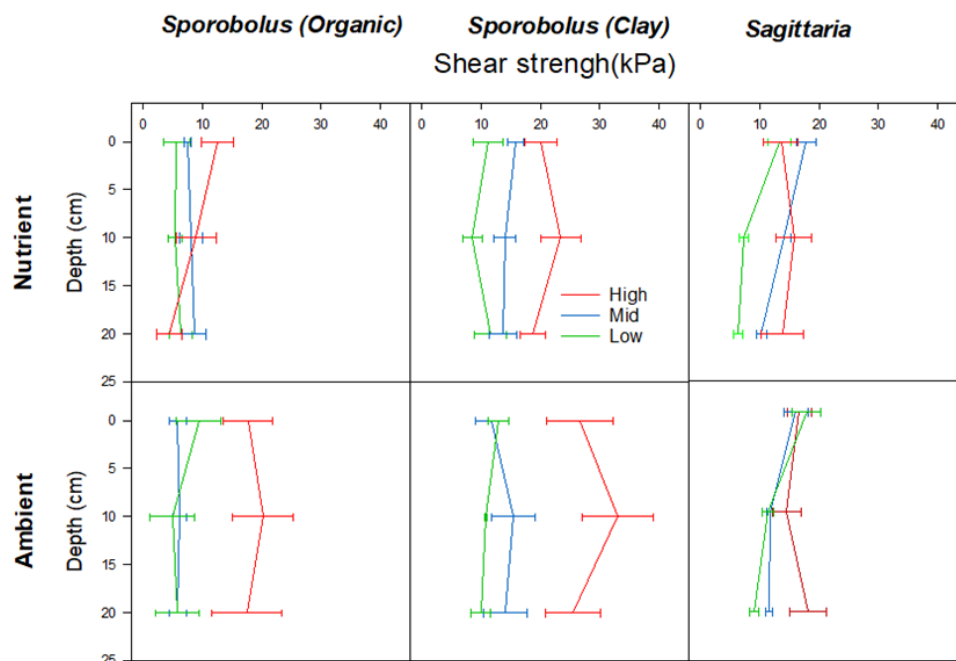 Sporobolus (Organic) Sporobolus (Clay) Sagittaria
Shear strengh(kPa)
0 10 20 30 40 0 10 20 30 40 0 10 20 30 40
Nutrient
Depth (cm)
0
5
10
15
20
25
High
Mid
Low
Ambient
Depth (cm)
0
5
10
15
20
25